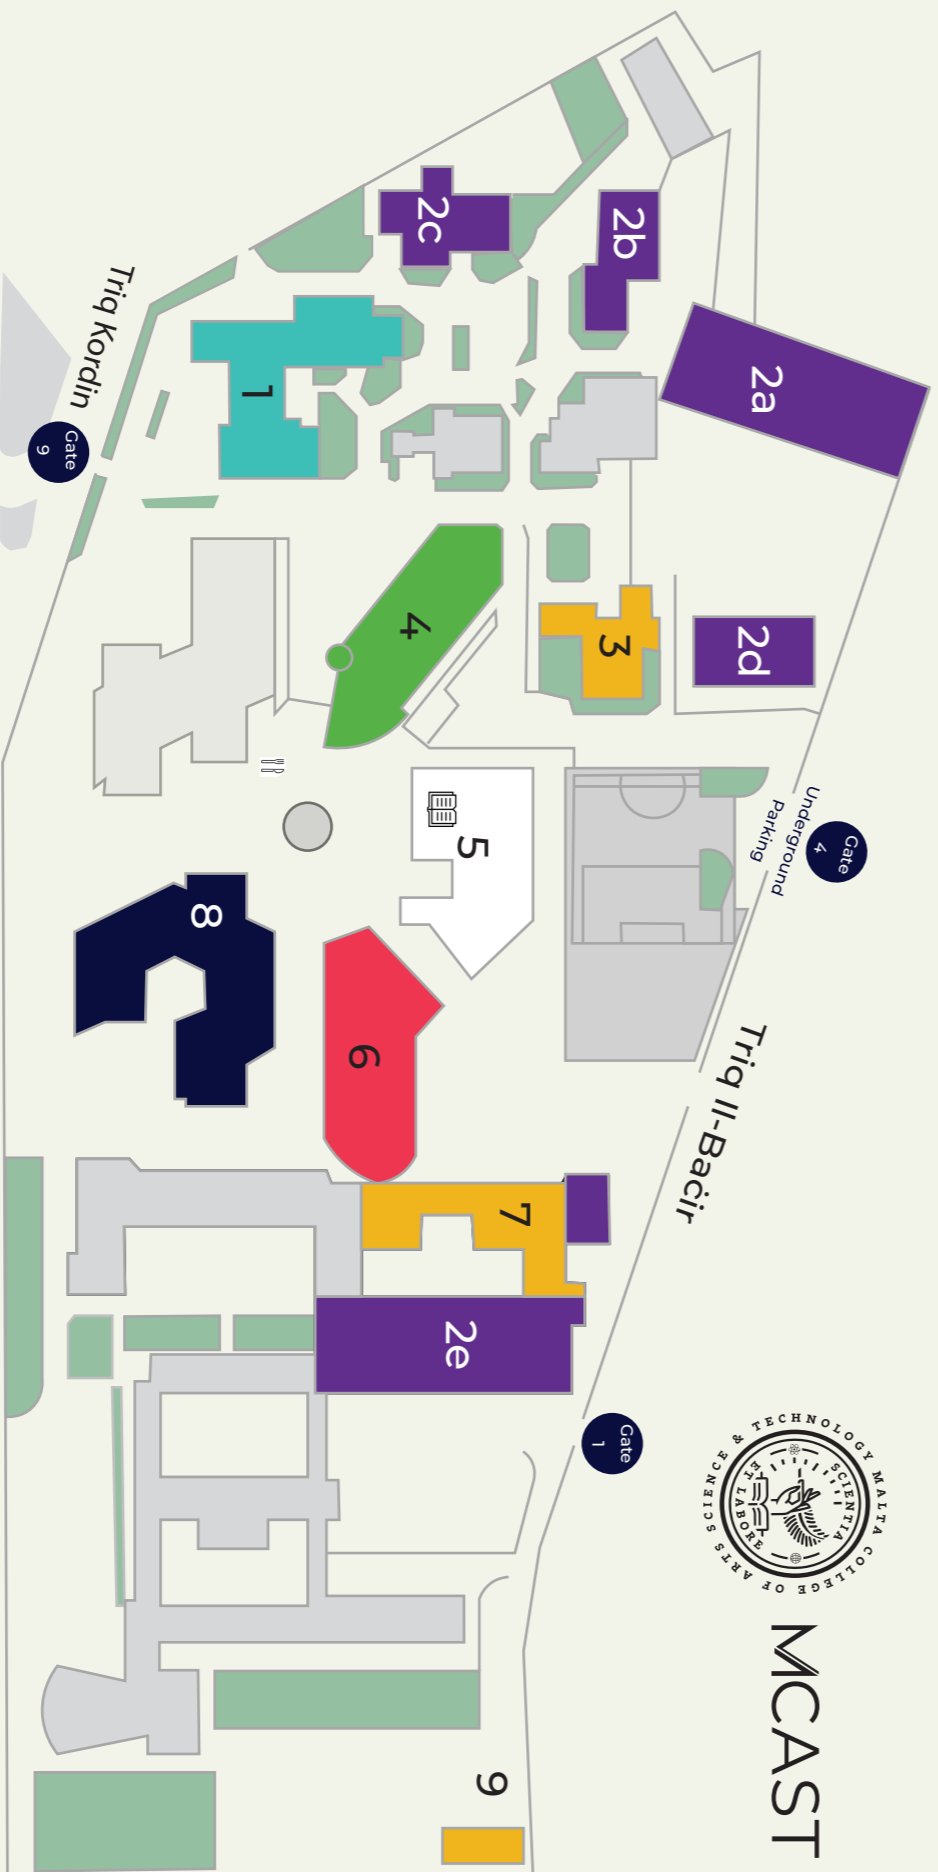 MALTA COLLEGE OF ARTS SCIENCE & TECHNOLOGY
SCIENTIA
ET LABORE
MCAST
Gate
4
Underground
Parking
Triq Il-Baċir
Gate
1
2a
2d
2b
3
2c
4
5
7
2e
9
6
1
8
Triq Kordin
Gate
9